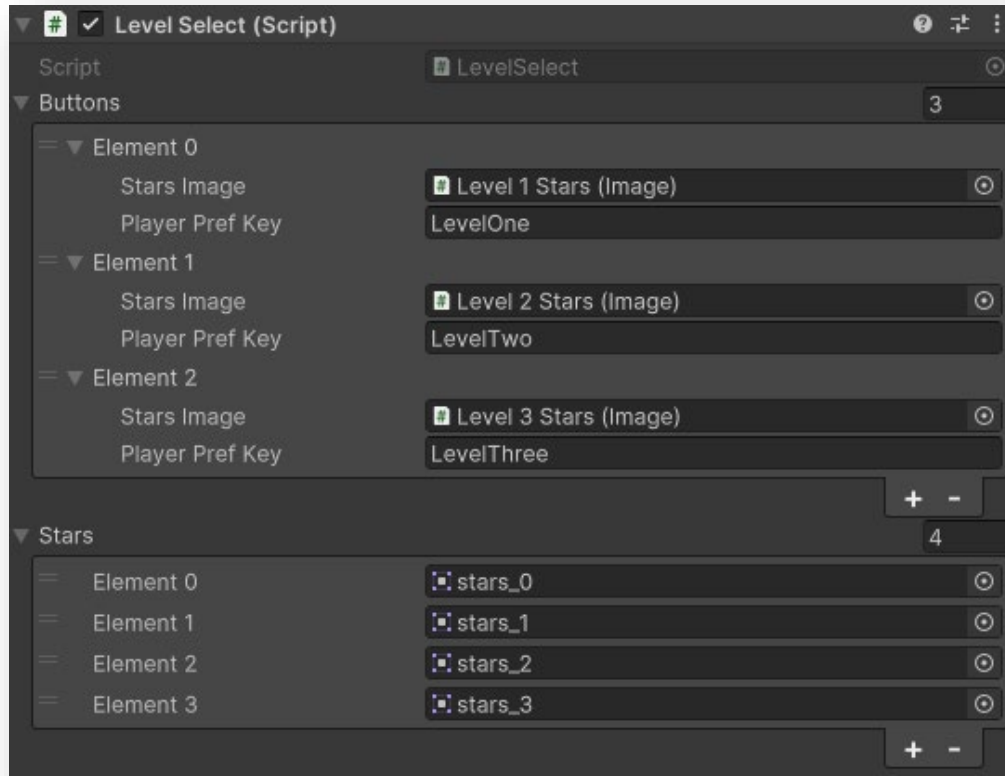 Level Select (Script)
Script LevelSelect
Buttons 3
Element 0
Stars Image Level 1 Stars (Image)
Player Pref Key LevelOne
Element 1
Stars Image Level 2 Stars (Image)
Player Pref Key LevelTwo
Element 2
Stars Image Level 3 Stars (Image)
Player Pref Key LevelThree
+ -
Stars 4
Element 0 stars_0
Element 1 stars_1
Element 2 stars_2
Element 3 stars_3
+ -